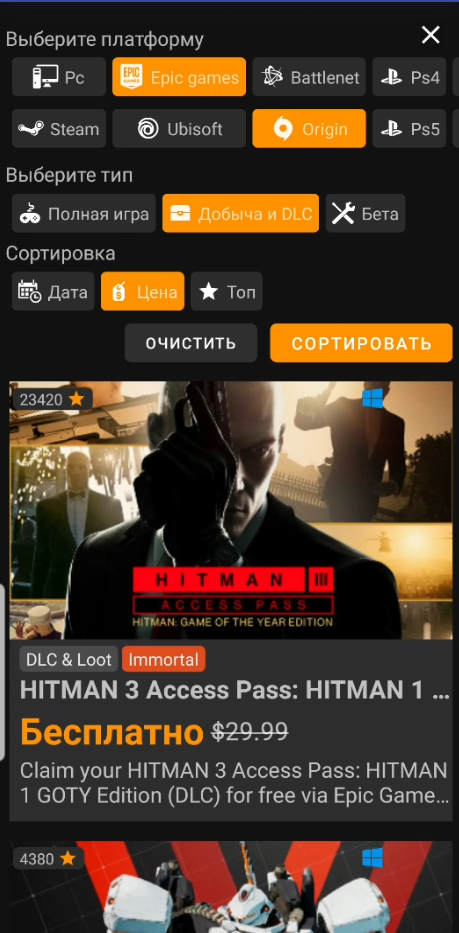 Выберите платформу
Pc
EPIC GAMES
Epic games
Battlenet
Ps4
Steam
Ubisoft
Origin
Ps5
Выберите тип
Полная игра
Добыча и DLC
Бета
Сортировка
Дата
Цена
Топ
ОЧИСТИТЬ
СОРТИРОВАТЬ
23420
HITMAN III
ACCESS PASS
HITMAN: GAME OF THE YEAR EDITION
DLC & Loot
Immortal
HITMAN 3 Access Pass: HITMAN 1 ...
Бесплатно $29.99
Claim your HITMAN 3 Access Pass: HITMAN
1 GOTY Edition (DLC) for free via Epic Game...
4380